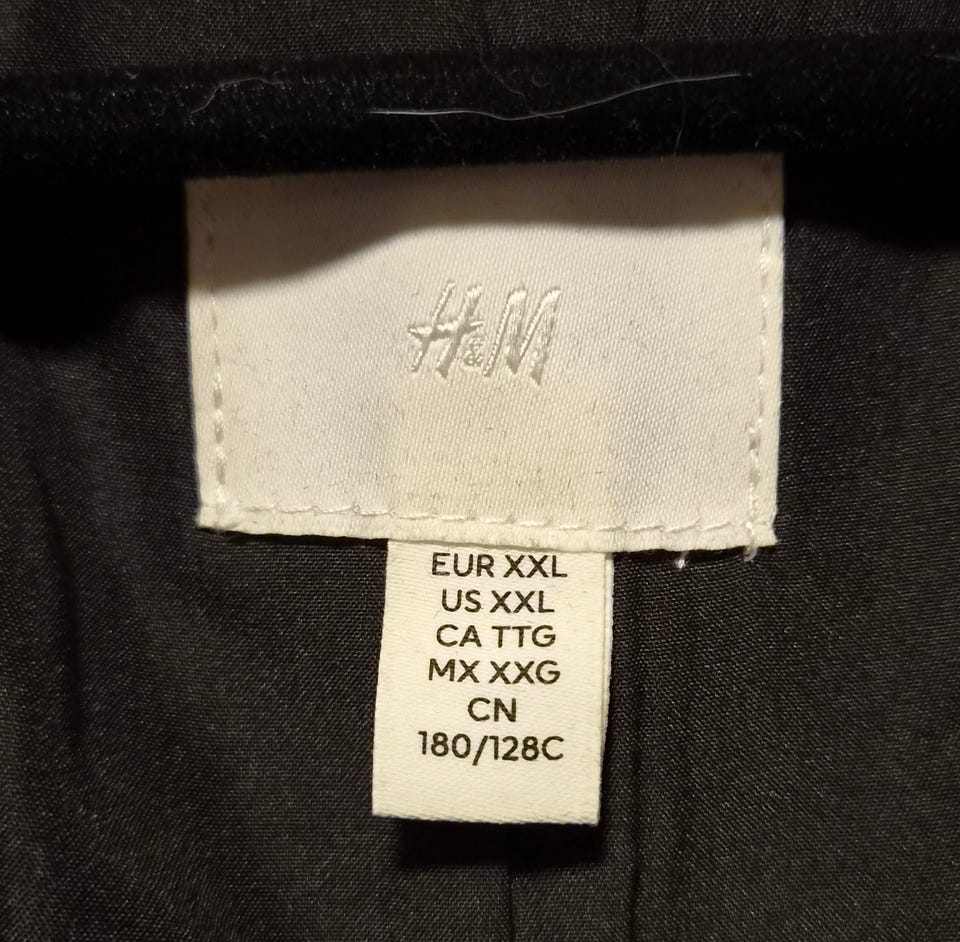 H&M
EUR XXL
US XXL
CA TTG
MX XXG
CN
180/128C